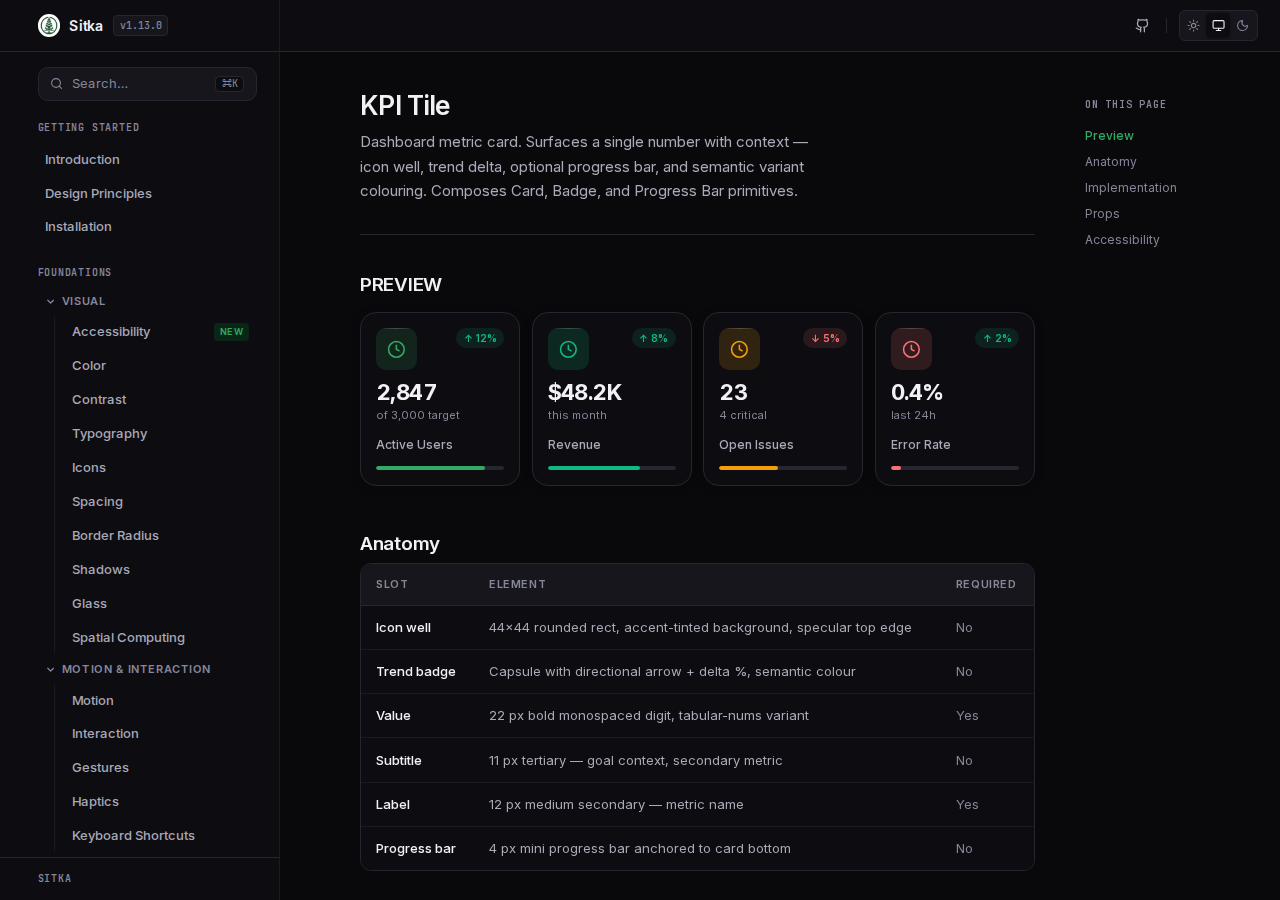 Sitka v1.13.0
Search... ⌘K
GETTING STARTED
Introduction
Design Principles
Installation
FOUNDATIONS
VISUAL
Accessibility NEW
Color
Contrast
Typography
Icons
Spacing
Border Radius
Shadows
Glass
Spatial Computing
MOTION & INTERACTION
Motion
Interaction
Gestures
Haptics
Keyboard Shortcuts
SITKA
KPI Tile
Dashboard metric card. Surfaces a single number with context —
icon well, trend delta, optional progress bar, and semantic variant
colouring. Composes Card, Badge, and Progress Bar primitives.
PREVIEW
↑ 12%
2,847
of 3,000 target
Active Users
↑ 8%
$48.2K
this month
Revenue
↓ 5%
23
4 critical
Open Issues
↑ 2%
0.4%
last 24h
Error Rate
Anatomy
SLOT ELEMENT REQUIRED
Icon well 44×44 rounded rect, accent-tinted background, specular top edge No
Trend badge Capsule with directional arrow + delta %, semantic colour No
Value 22 px bold monospaced digit, tabular-nums variant Yes
Subtitle 11 px tertiary — goal context, secondary metric No
Label 12 px medium secondary — metric name Yes
Progress bar 4 px mini progress bar anchored to card bottom No
ON THIS PAGE
Preview
Anatomy
Implementation
Props
Accessibility